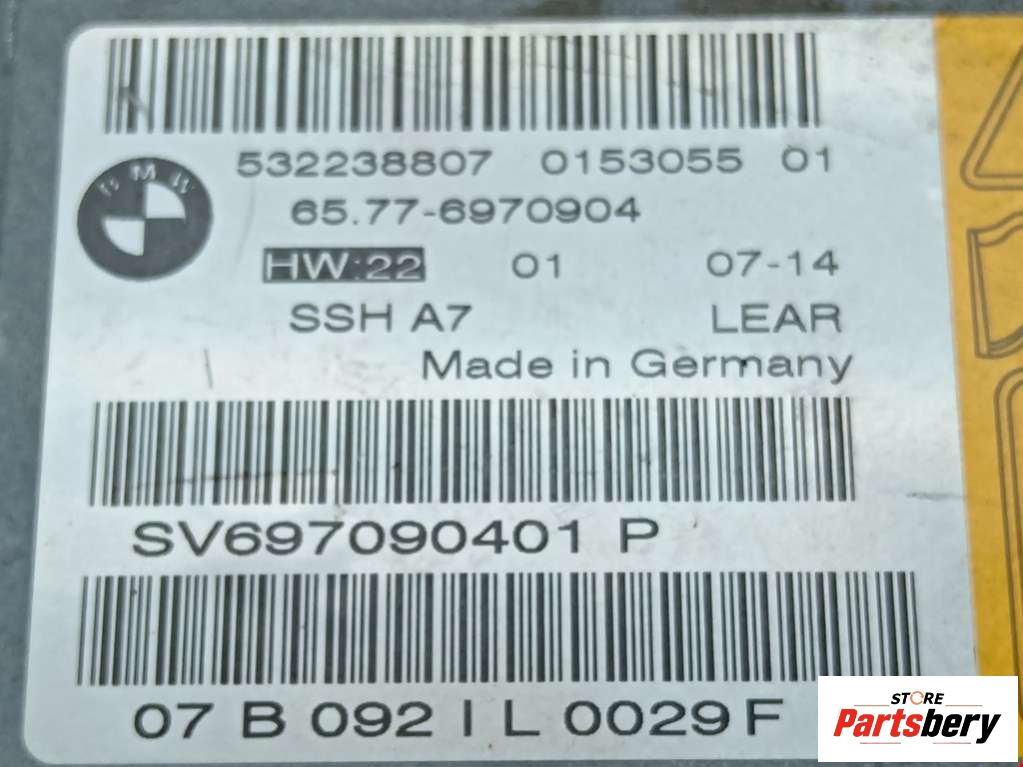 532238807 0153055 01
BMW
65.77-6970904
HW:22 01 07-14
SSH A7 LEAR
Made in Germany
SV697090401 P
07 B 092 I L 0029 F
STORE
Partsbery